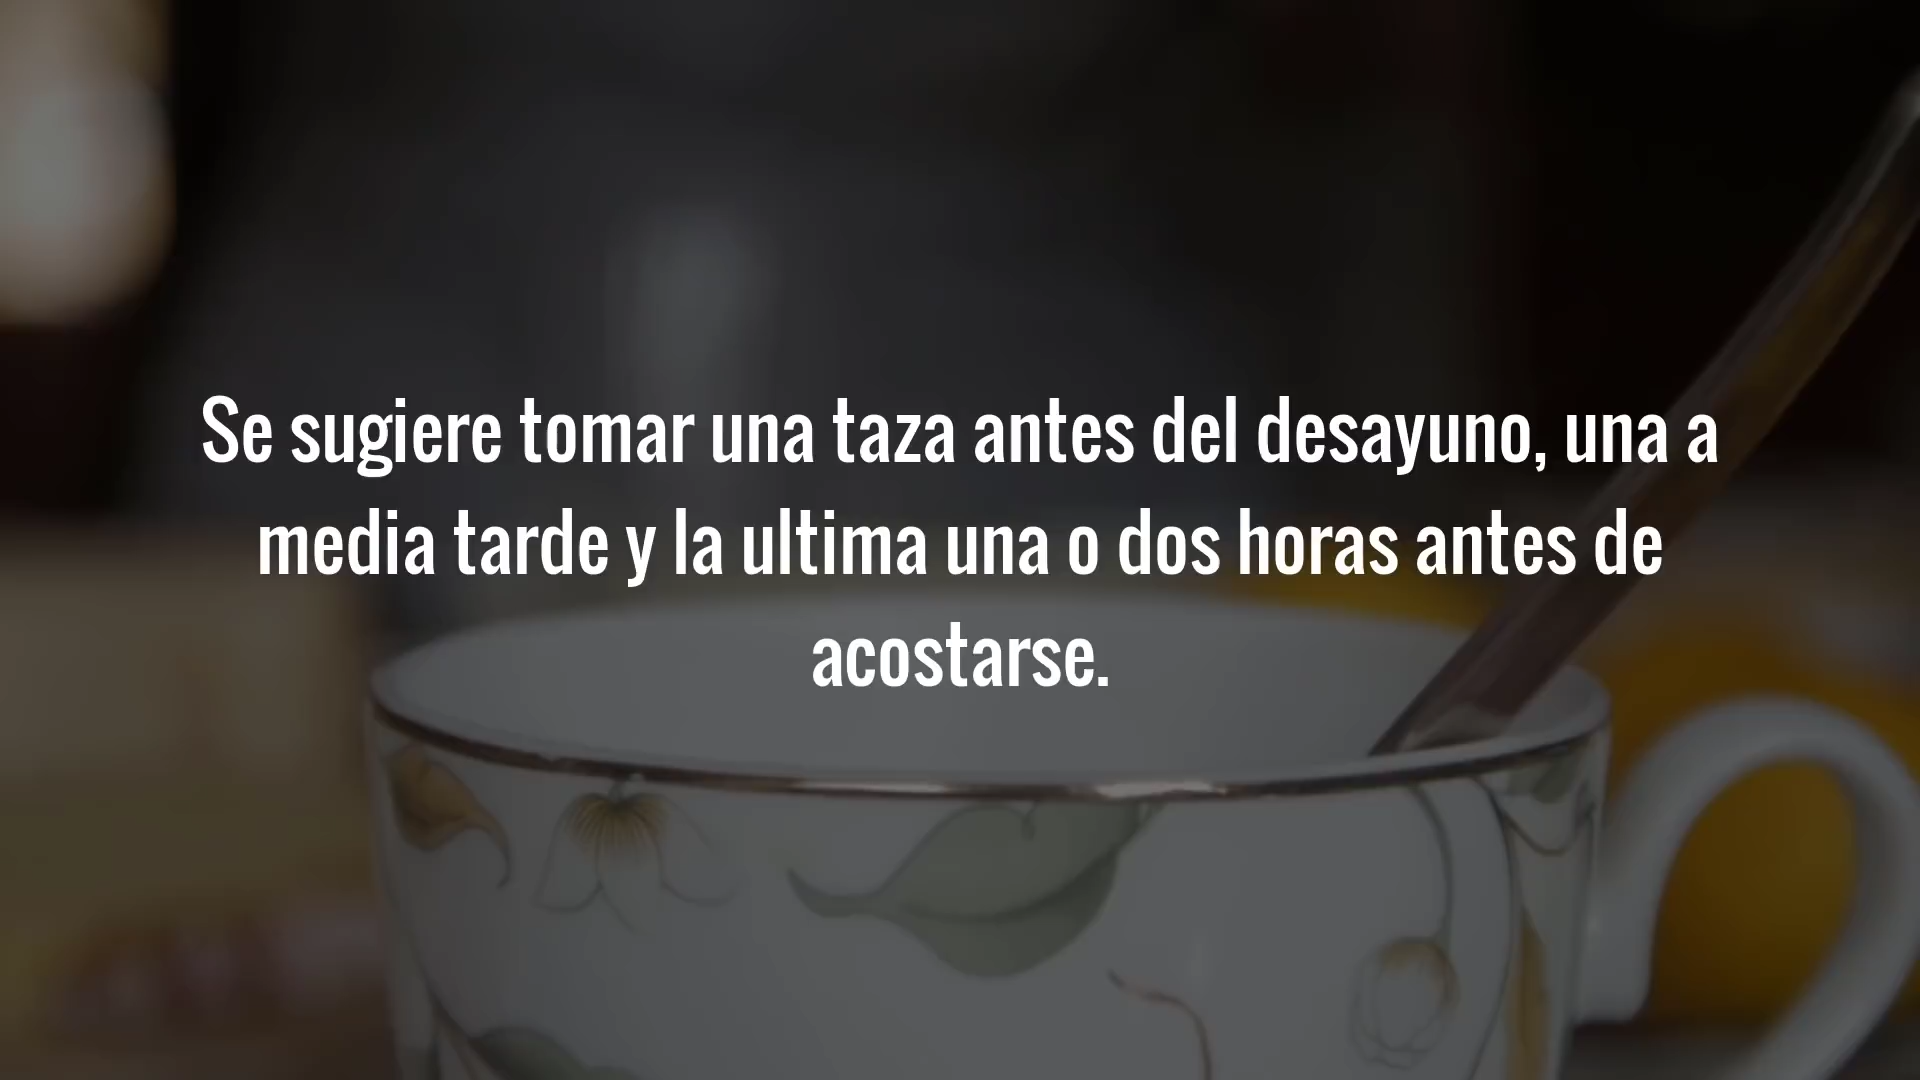 Se sugiere tomar una taza antes del desayuno, una a
media tarde y la ultima una o dos horas antes de
acostarse.